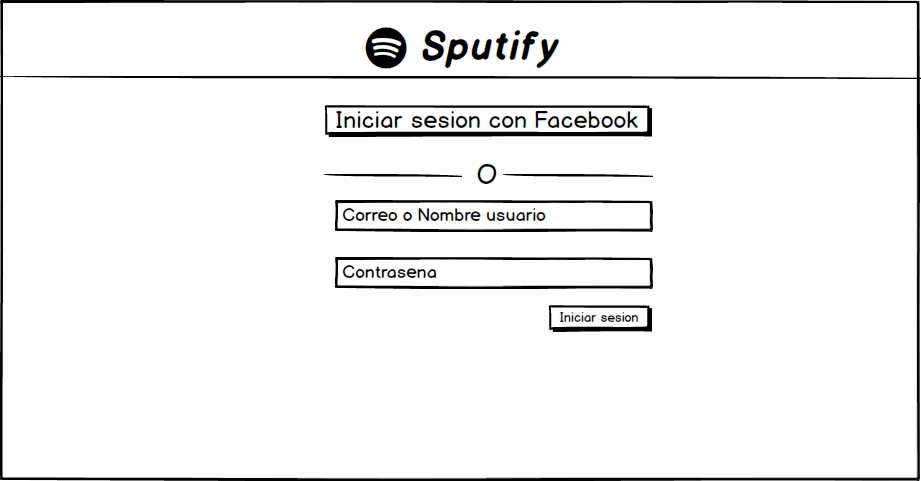 Sputify
Iniciar sesion con Facebook
O
Correo o Nombre usuario
Contrasena
Iniciar sesion